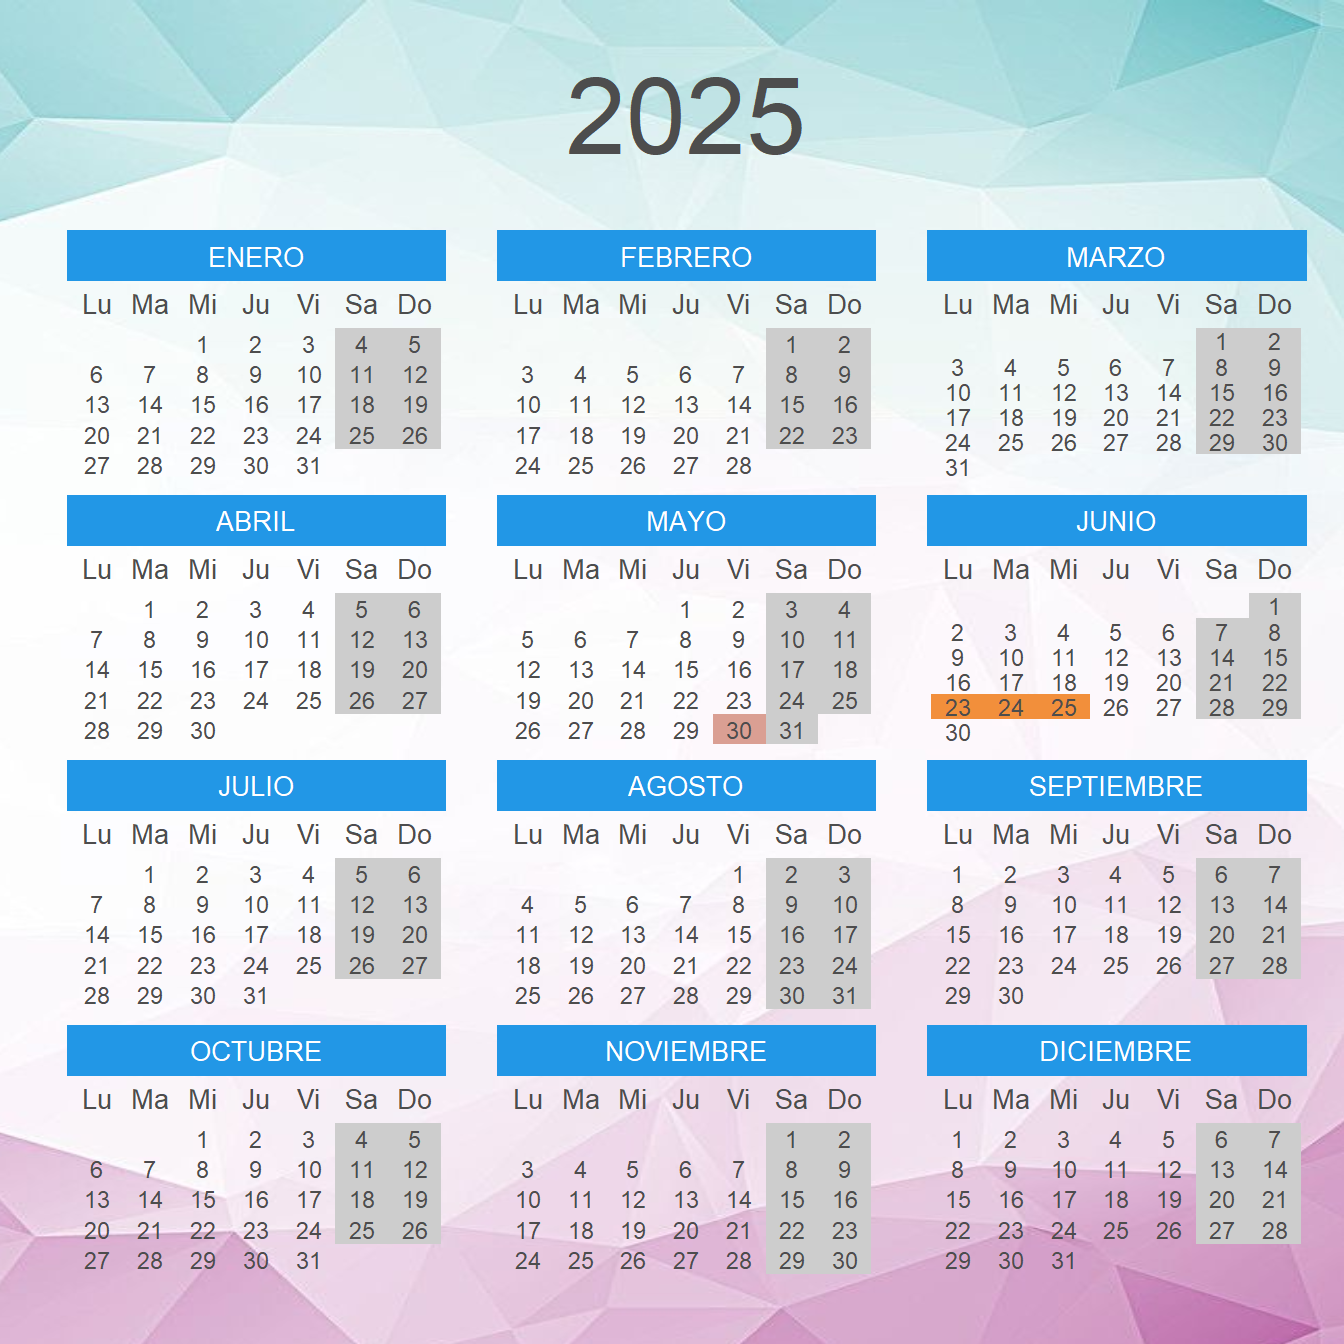 2025
ENERO
Lu Ma Mi Ju Vi Sa Do
1 2 3 4 5
6 7 8 9 10 11 12
13 14 15 16 17 18 19
20 21 22 23 24 25 26
27 28 29 30 31
FEBRERO
Lu Ma Mi Ju Vi Sa Do
1 2
3 4 5 6 7 8 9
10 11 12 13 14 15 16
17 18 19 20 21 22 23
24 25 26 27 28
MARZO
Lu Ma Mi Ju Vi Sa Do
1 2
3 4 5 6 7 8 9
10 11 12 13 14 15 16
17 18 19 20 21 22 23
24 25 26 27 28 29 30
31
ABRIL
Lu Ma Mi Ju Vi Sa Do
1 2 3 4 5 6
7 8 9 10 11 12 13
14 15 16 17 18 19 20
21 22 23 24 25 26 27
28 29 30
MAYO
Lu Ma Mi Ju Vi Sa Do
1 2 3 4
5 6 7 8 9 10 11
12 13 14 15 16 17 18
19 20 21 22 23 24 25
26 27 28 29 30 31
JUNIO
Lu Ma Mi Ju Vi Sa Do
1
2 3 4 5 6 7 8
9 10 11 12 13 14 15
16 17 18 19 20 21 22
23 24 25 26 27 28 29
30
JULIO
Lu Ma Mi Ju Vi Sa Do
1 2 3 4 5 6
7 8 9 10 11 12 13
14 15 16 17 18 19 20
21 22 23 24 25 26 27
28 29 30 31
AGOSTO
Lu Ma Mi Ju Vi Sa Do
1 2 3
4 5 6 7 8 9 10
11 12 13 14 15 16 17
18 19 20 21 22 23 24
25 26 27 28 29 30 31
SEPTIEMBRE
Lu Ma Mi Ju Vi Sa Do
1 2 3 4 5 6 7
8 9 10 11 12 13 14
15 16 17 18 19 20 21
22 23 24 25 26 27 28
29 30
OCTUBRE
Lu Ma Mi Ju Vi Sa Do
1 2 3 4 5
6 7 8 9 10 11 12
13 14 15 16 17 18 19
20 21 22 23 24 25 26
27 28 29 30 31
NOVIEMBRE
Lu Ma Mi Ju Vi Sa Do
1 2
3 4 5 6 7 8 9
10 11 12 13 14 15 16
17 18 19 20 21 22 23
24 25 26 27 28 29 30
DICIEMBRE
Lu Ma Mi Ju Vi Sa Do
1 2 3 4 5 6 7
8 9 10 11 12 13 14
15 16 17 18 19 20 21
22 23 24 25 26 27 28
29 30 31